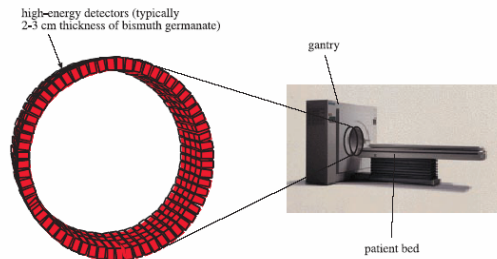 high-energy detectors (typically
2-3 cm thickness of bismuth germanate)
gantry
patient bed